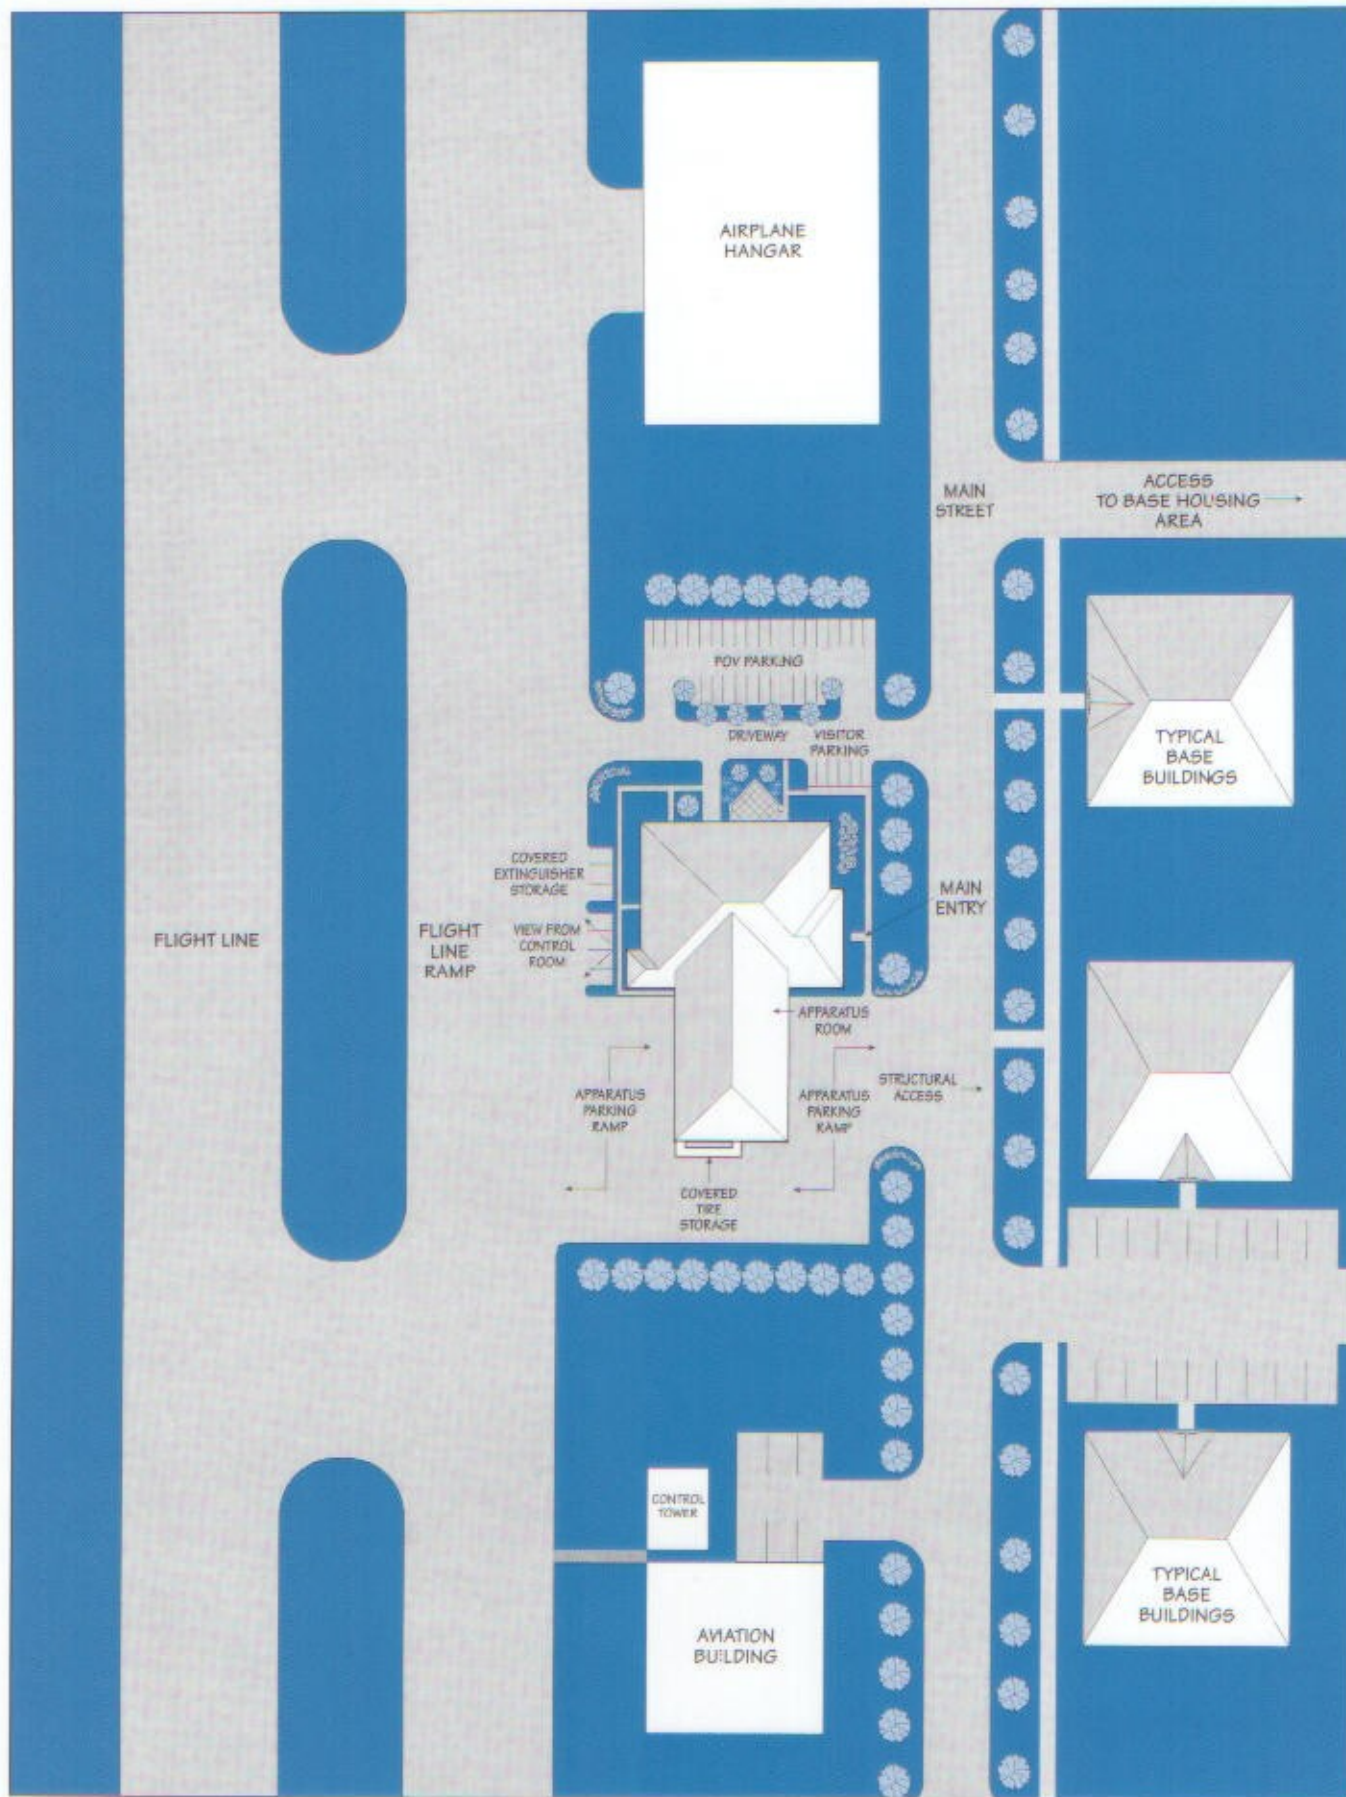 AIRPLANE
HANGAR
MAIN
STREET
ACCESS
TO BASE HOUSING
AREA
POV PARKING
DRIVEWAY
VISITOR
PARKING
TYPICAL
BASE
BUILDINGS
COVERED
EXTINGUISHER
STORAGE
MAIN
ENTRY
FLIGHT LINE
FLIGHT
LINE
RAMP
VIEW FROM
CONTROL
ROOM
APPARATUS
ROOM
APPARATUS
PARKING
RAMP
APPARATUS
PARKING
RAMP
STRUCTURAL
ACCESS
COVERED
TIRE
STORAGE
CONTROL
TOWER
AVIATION
BUILDING
TYPICAL
BASE
BUILDINGS